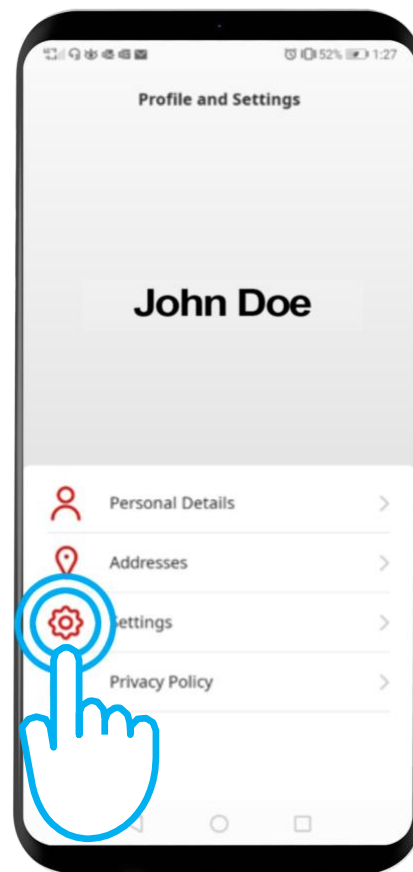 52% 1:27
Profile and Settings
John Doe
Personal Details
Addresses
ettings
Privacy Policy